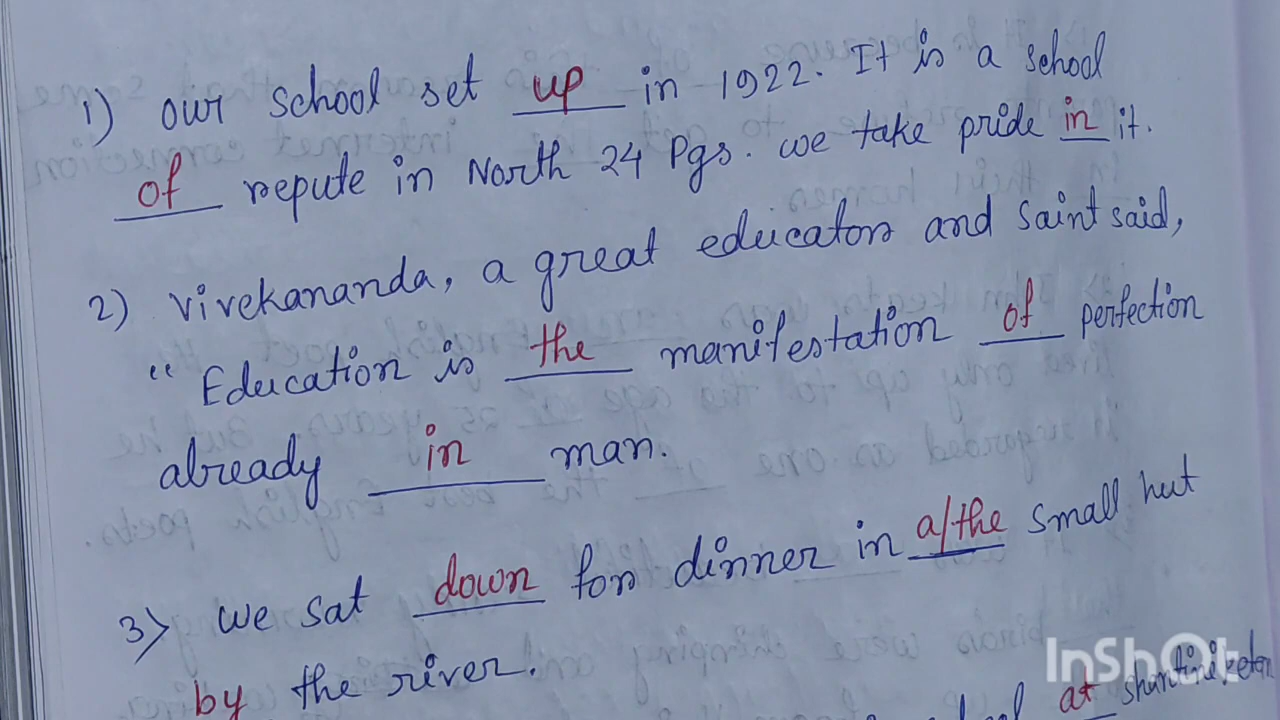 1) our school set up in 1922. It is a school
of repute in North 24 Pgs. we take pride in it.
2) Vivekananda, a great educator and saint said,
“ Education is the manifestation of perfection
already in man.
3) we sat down for dinner in a/the small hut
by the river.
at shantiniketan
InShOt